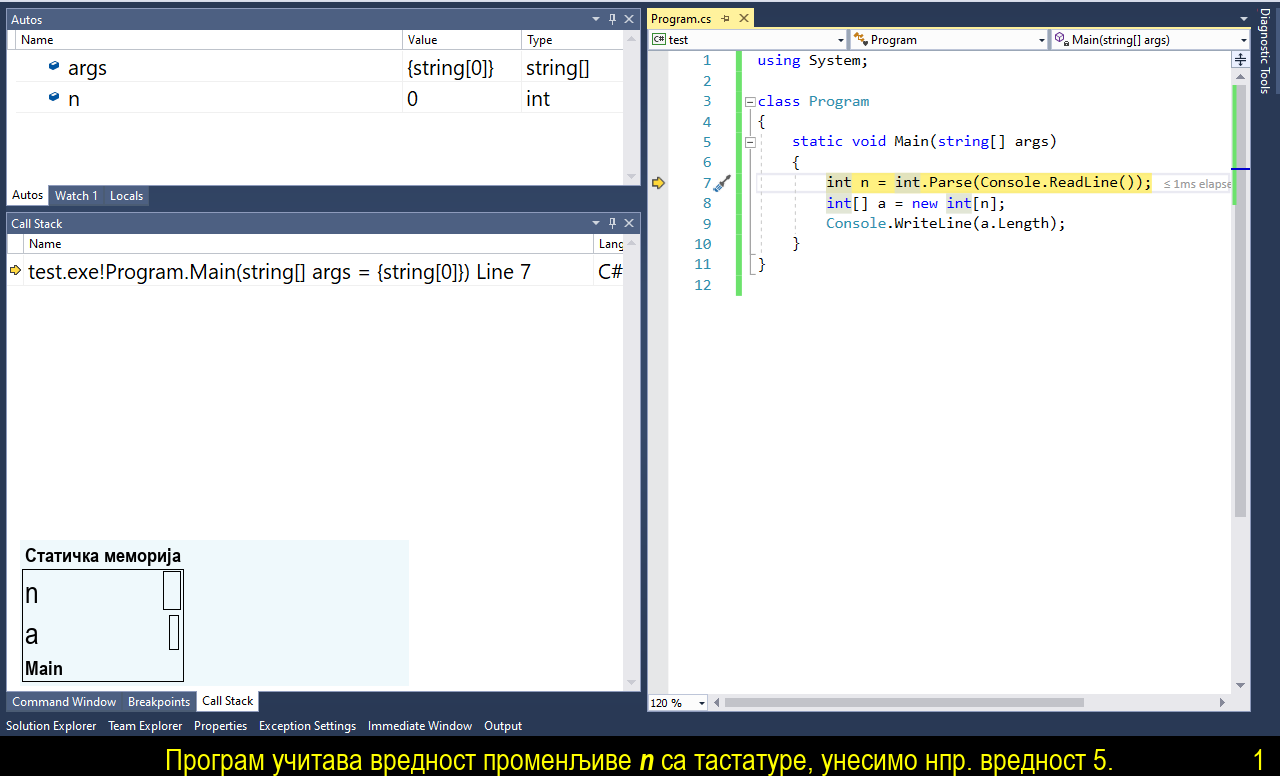 Autos
Name Value Type
args {string[0]} string[]
n 0 int
Autos Watch 1 Locals
Call Stack
Name Lang
test.exe!Program.Main(string[] args = {string[0]}) Line 7 C#
Статичка меморија
n
a
Main
Command Window Breakpoints Call Stack
Solution Explorer Team Explorer Properties Exception Settings Immediate Window Output
Program.cs
C# test Program Main(string[] args)
1 using System;
2
3 class Program
4 {
5 static void Main(string[] args)
6 {
7 int n = int.Parse(Console.ReadLine()); ≤ 1ms elapse
8 int[] a = new int[n];
9 Console.WriteLine(a.Length);
10 }
11 }
12
120 %
Diagnostic Tools
Програм учитава вредност променљиве n са тастатуре, унесимо нпр. вредност 5. 1